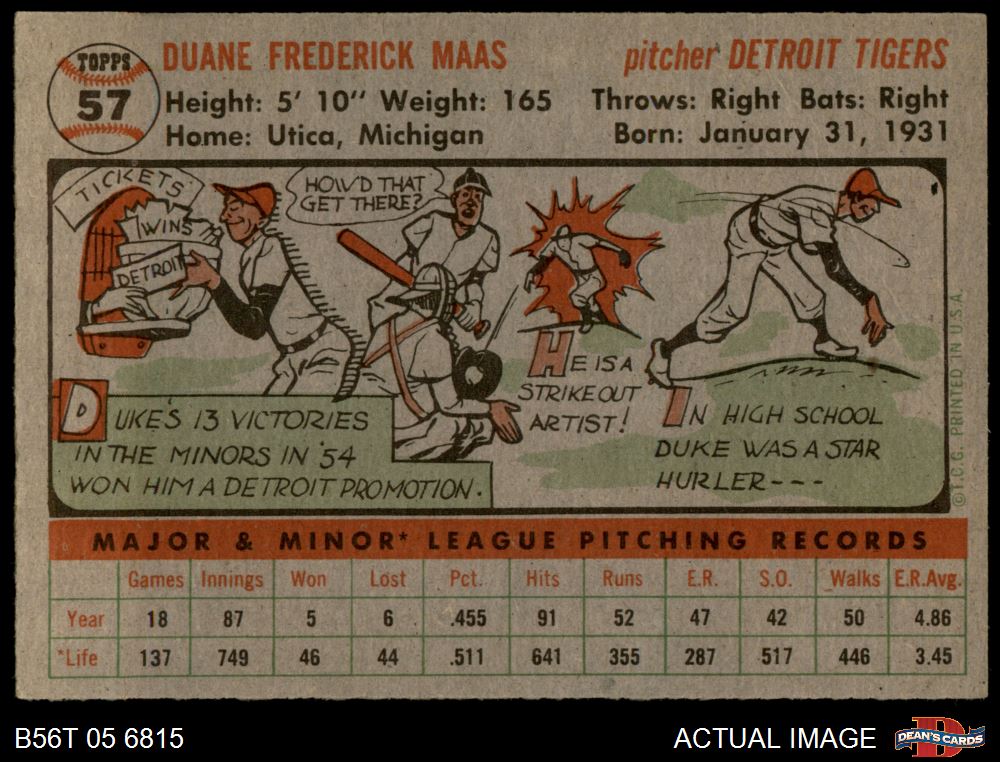 TOPPS
57
DUANE FREDERICK MAAS
pitcher DETROIT TIGERS
Height: 5' 10" Weight: 165
Throws: Right Bats: Right
Home: Utica, Michigan
Born: January 31, 1931
TICKETS
WINS
DETROIT
HOW'D THAT
GET THERE?
DUKE'S 13 VICTORIES
IN THE MINORS IN '54
WON HIM A DETROIT PROMOTION.
HE IS A
STRIKEOUT
ARTIST!
IN HIGH SCHOOL
DUKE WAS A STAR
HURLER---
©T.C.G. PRINTED IN U.S.A.
MAJOR & MINOR* LEAGUE PITCHING RECORDS
Games Innings Won Lost Pct. Hits Runs E.R. S.O. Walks E.R.Avg.
Year 18 87 5 6 .455 91 52 47 42 50 4.86
*Life 137 749 46 44 .511 641 355 287 517 446 3.45
B56T 05 6815
ACTUAL IMAGE
D
DEAN'S CARDS